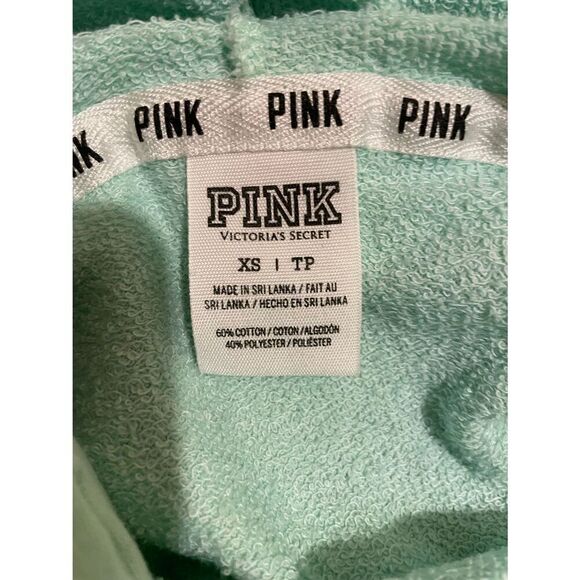 PINK PINK PINK
PINK
VICTORIA'S SECRET
XS | TP
MADE IN SRI LANKA / FAIT AU
SRI LANKA / HECHO EN SRI LANKA
60% COTTON / COTON / ALGODÓN
40% POLYESTER / POLIÉSTER